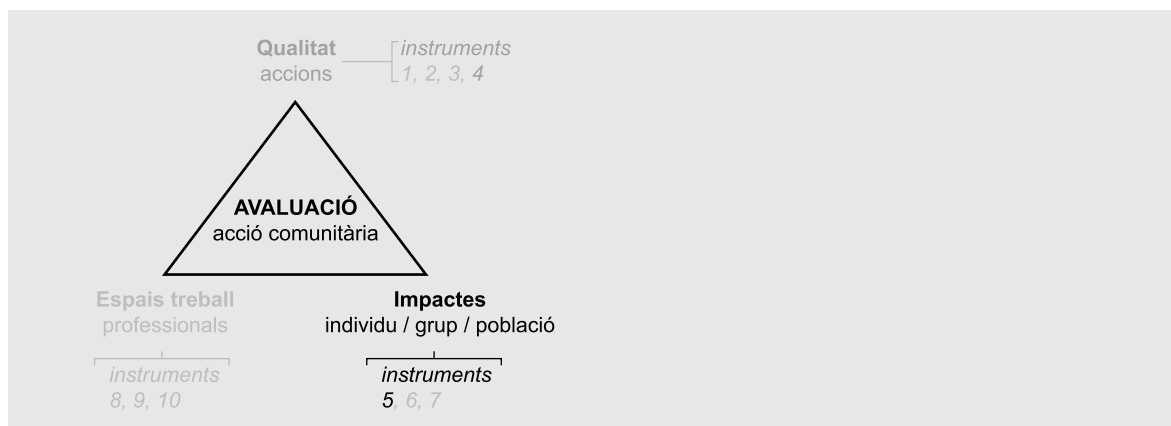 Qualitat
accions
instruments
1, 2, 3, 4
AVALUACIÓ
acció comunitària
Espais treball
professionals
instruments
8, 9, 10
Impactes
individu / grup / població
instruments
5, 6, 7